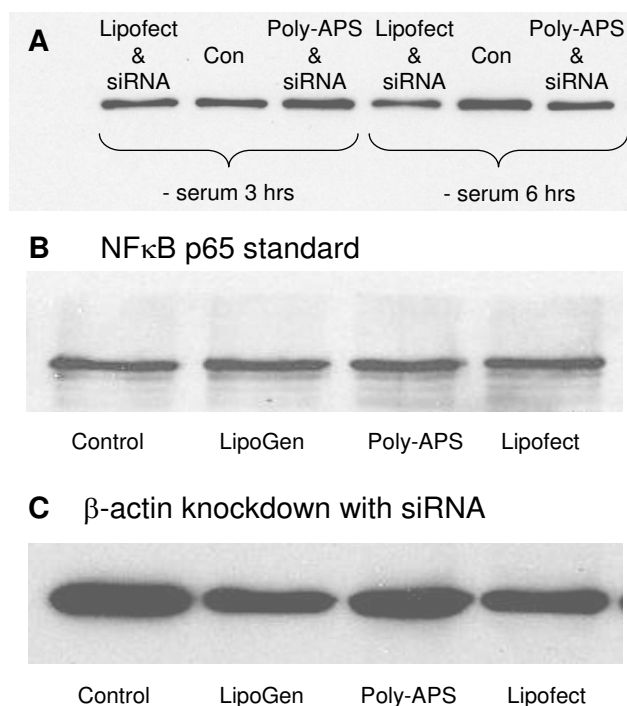 A
Lipofect & siRNA
Con
Poly-APS & siRNA
Lipofect & siRNA
Con
Poly-APS & siRNA
- serum 3 hrs
- serum 6 hrs
B NFκB p65 standard
Control LipoGen Poly-APS Lipofect
C β-actin knockdown with siRNA
Control LipoGen Poly-APS Lipofect